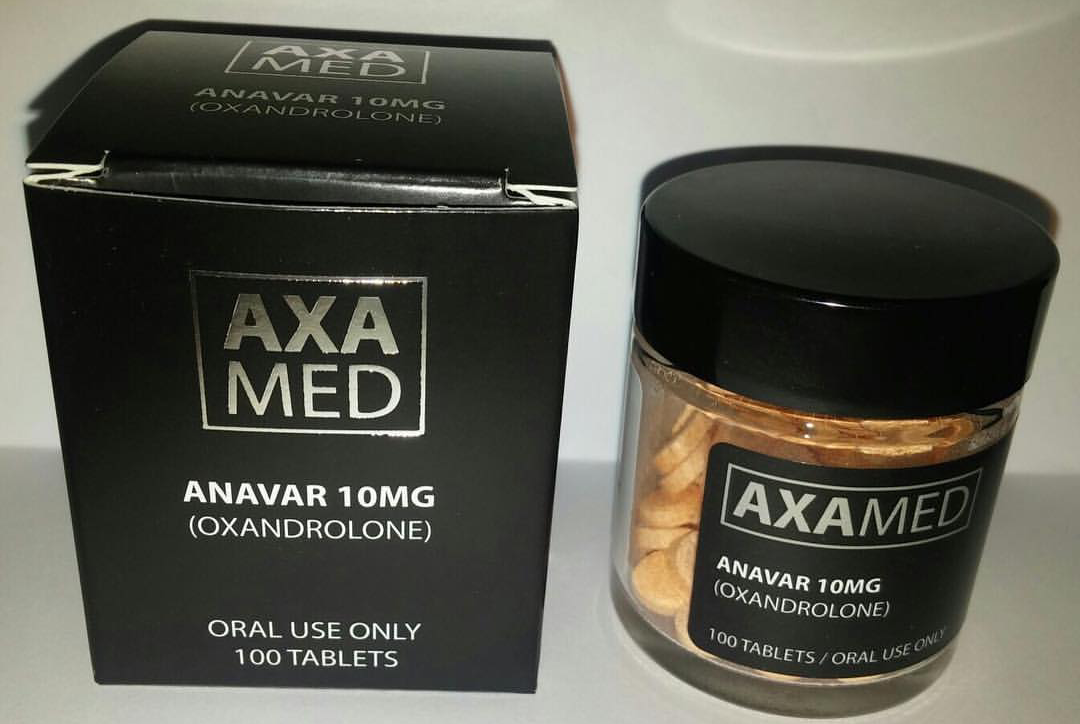 AXA
MED
ANAVAR 10MG
(OXANDROLONE)
AXA
MED
ANAVAR 10MG
(OXANDROLONE)
ORAL USE ONLY
100 TABLETS
AXAMED
ANAVAR 10MG
(OXANDROLONE)
100 TABLETS / ORAL USE ONLY